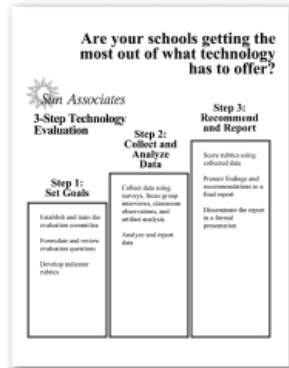 Are your schools getting the
most out of what technology
has to offer?
Sun Associates
3-Step Technology
Evaluation
Step 1:
Set Goals
Establish and train the
evaluation committee
Formulate and review
evaluation questions
Develop indicator
rubrics
Step 2:
Collect and
Analyze
Data
Collect data using
surveys, focus group
interviews, classroom
observations, and
artifact analysis
Analyze and report
data
Step 3:
Recommend
and Report
Score rubrics using
collected data
Present findings and
recommendations in a
final report
Disseminate the report
in a formal
presentation